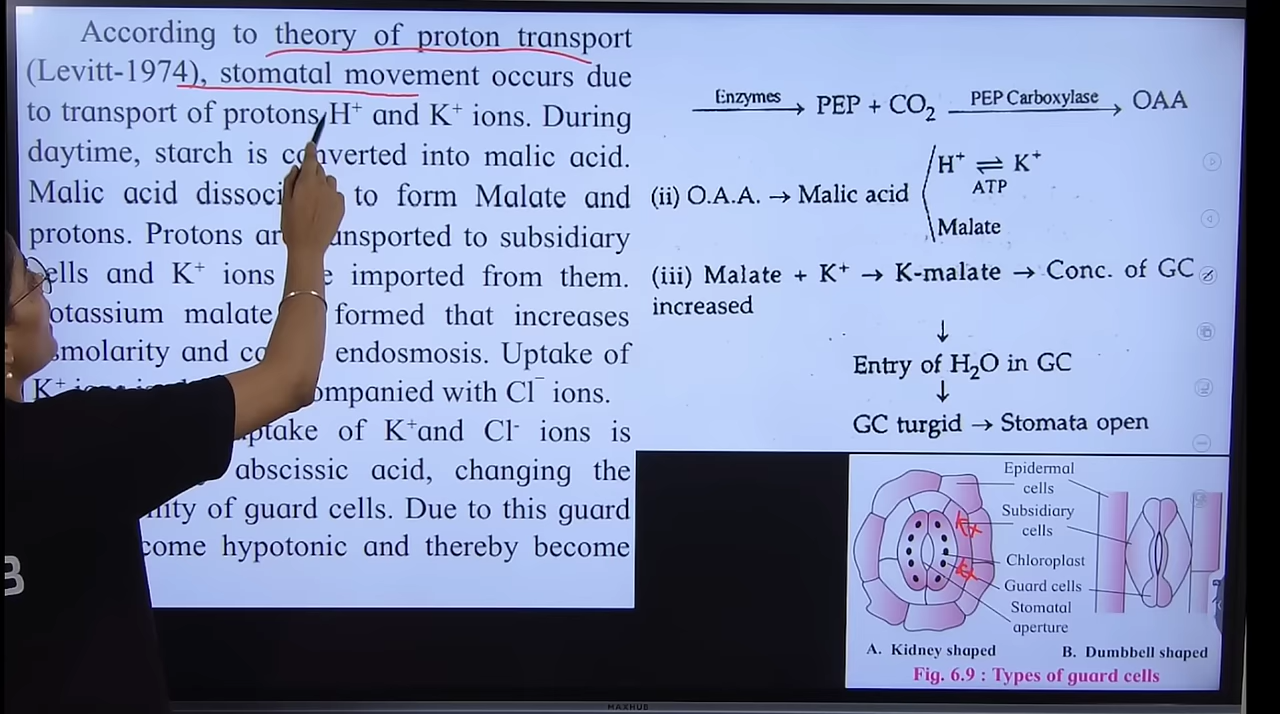 According to theory of proton transport
(Levitt-1974), stomatal movement occurs due
to transport of protons H⁺ and K⁺ ions. During
daytime, starch is converted into malic acid.
Malic acid dissoci to form Malate and
protons. Protons ar ansported to subsidiary
ells and K⁺ ions e imported from them.
otassium malate formed that increases
smolarity and ca endosmosis. Uptake of
K⁺ ions ompanied with Cl⁻ ions.
ptake of K⁺and Cl⁻ ions is
abscissic acid, changing the
ity of guard cells. Due to this guard
come hypotonic and thereby become
Enzymes → PEP + CO₂ PEP Carboxylase → OAA
(ii) O.A.A. → Malic acid
H⁺ ⇌ K⁺
ATP
Malate
(iii) Malate + K⁺ → K-malate → Conc. of GC
increased
↓
Entry of H₂O in GC
↓
GC turgid → Stomata open
Epidermal
cells
Subsidiary
cells
Chloroplast
Guard cells
Stomatal
aperture
K+
A. Kidney shaped
B. Dumbbell shaped
Fig. 6.9 : Types of guard cells
B
MAXHUB